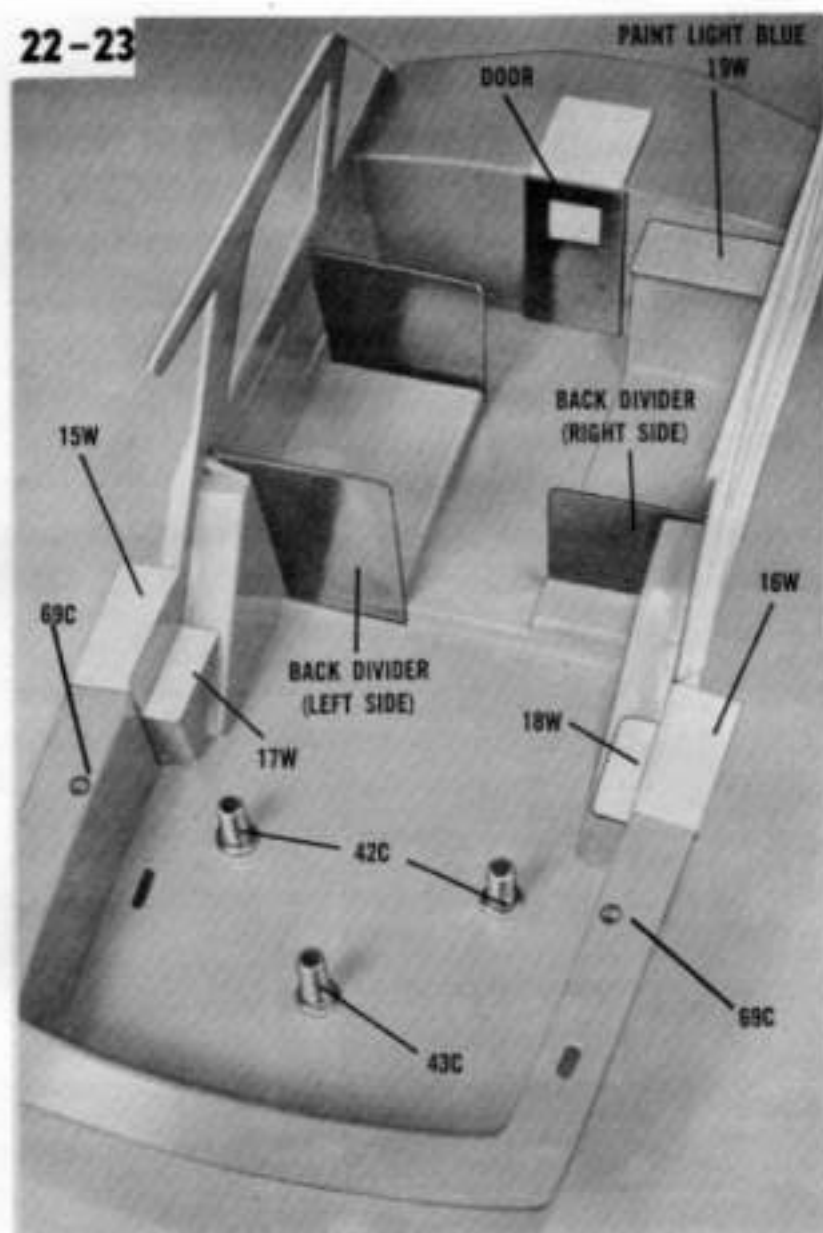 22-23
PAINT LIGHT BLUE
19W
DOOR
BACK DIVIDER
(RIGHT SIDE)
15W
16W
69C
BACK DIVIDER
(LEFT SIDE)
18W
17W
42C
69C
43C